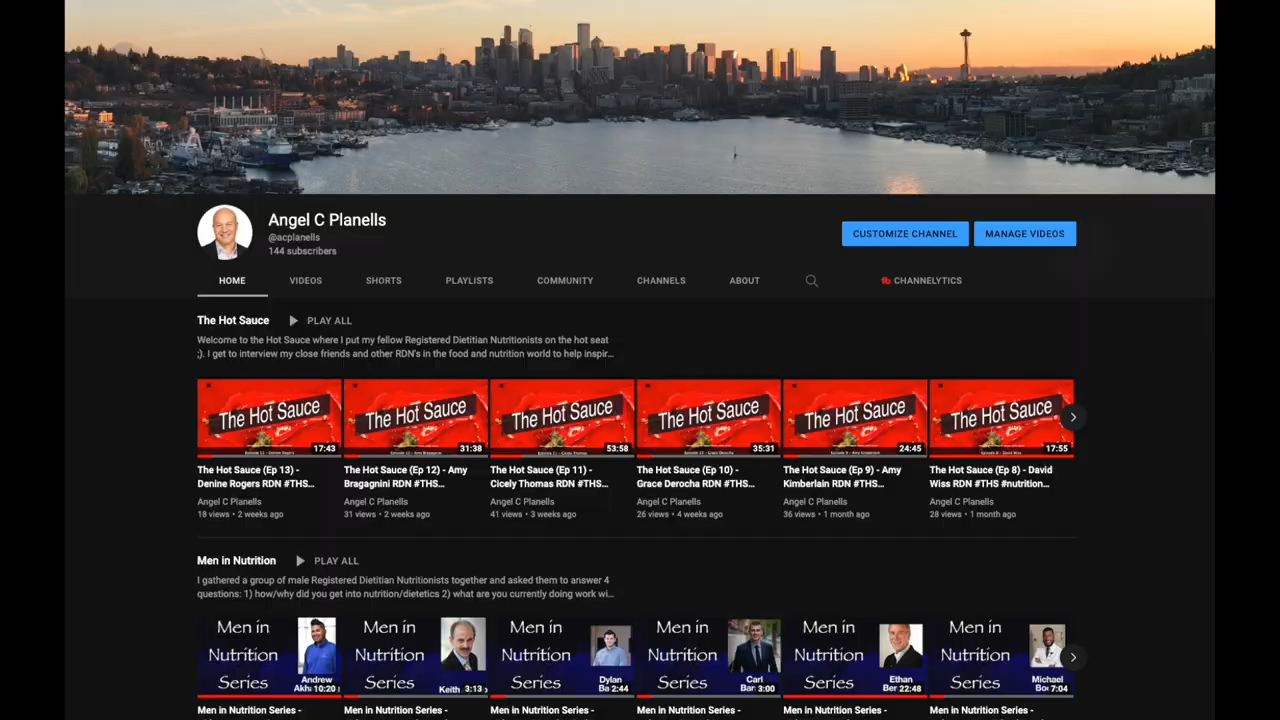 Angel C Planells
@acplanells
144 subscribers
CUSTOMIZE CHANNEL
MANAGE VIDEOS
HOME
VIDEOS
SHORTS
PLAYLISTS
COMMUNITY
CHANNELS
ABOUT
CHANNELYTICS
The Hot Sauce
PLAY ALL
Welcome to the Hot Sauce where I put my fellow Registered Dietitian Nutritionists on the hot seat
;). I get to interview my close friends and other RDN's in the food and nutrition world to help inspir...
The Hot Sauce
17:43
The Hot Sauce (Ep 13) -
Denine Rogers RDN #THS...
Angel C Planells
18 views • 2 weeks ago
The Hot Sauce
31:38
The Hot Sauce (Ep 12) - Amy
Bragagnini RDN #THS...
Angel C Planells
31 views • 2 weeks ago
The Hot Sauce
53:58
The Hot Sauce (Ep 11) -
Cicely Thomas RDN #THS...
Angel C Planells
41 views • 3 weeks ago
The Hot Sauce
35:31
The Hot Sauce (Ep 10) -
Grace Derocha RDN #THS...
Angel C Planells
26 views • 4 weeks ago
The Hot Sauce
24:45
The Hot Sauce (Ep 9) - Amy
Kimberlain RDN #THS...
Angel C Planells
36 views • 1 month ago
The Hot Sauce
17:55
The Hot Sauce (Ep 8) - David
Wiss RDN #THS #nutrition...
Angel C Planells
28 views • 1 month ago
Men in Nutrition
PLAY ALL
I gathered a group of male Registered Dietitian Nutritionists together and asked them to answer 4
questions: 1) how/why did you get into nutrition/dietetics 2) what are you currently doing work wi...
Men in
Nutrition
Series
Andrew
10:20
Men in Nutrition Series -
Men in
Nutrition
Series
Keith
3:13
Men in Nutrition Series -
Men in
Nutrition
Series
Dylan
2:44
Men in Nutrition Series -
Men in
Nutrition
Series
Carl
3:00
Men in Nutrition Series -
Men in
Nutrition
Series
Ethan
22:48
Men in Nutrition Series -
Men in
Nutrition
Series
Michael
7:04
Men in Nutrition Series -